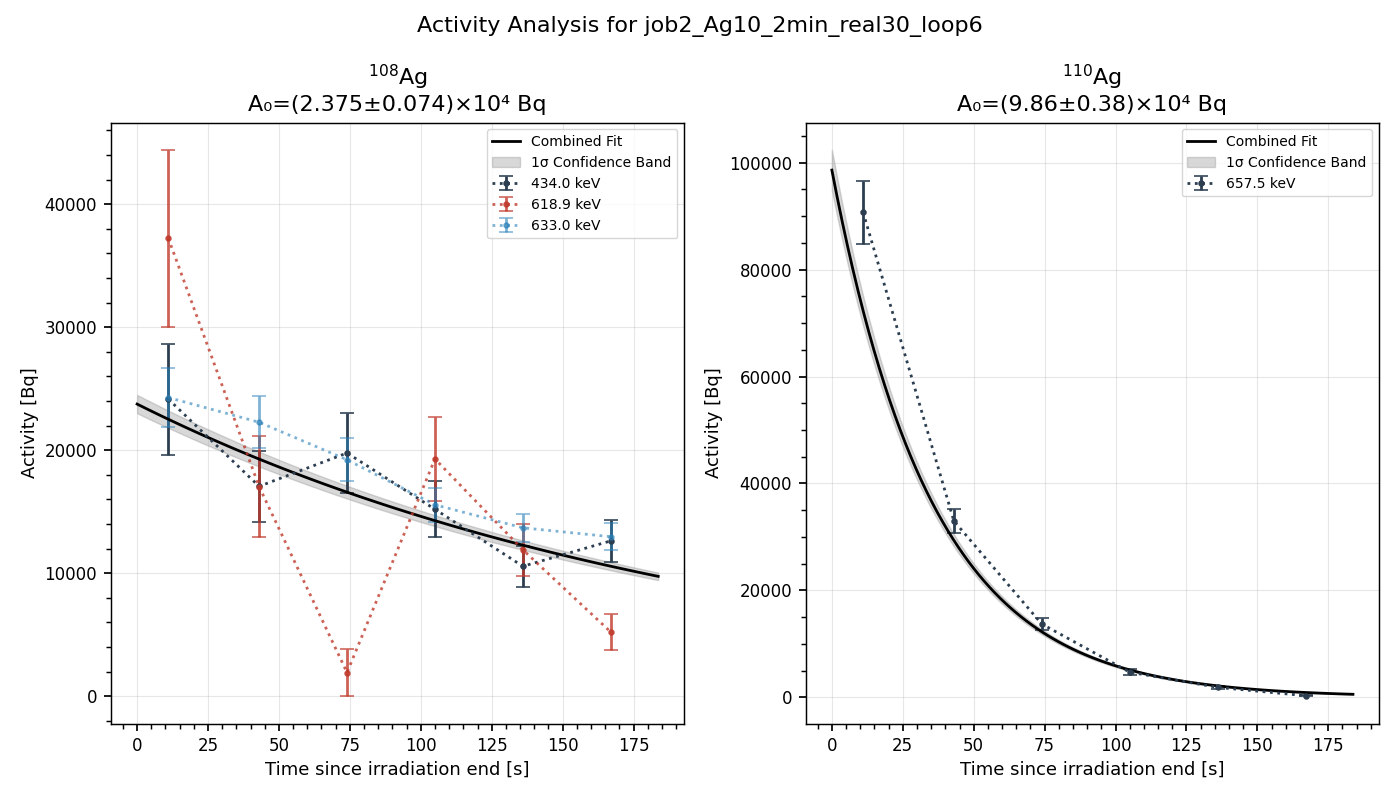 Activity Analysis for job2_Ag10_2min_real30_loop6
¹⁰⁸Ag
A₀=(2.375±0.074)×10⁴ Bq
Combined Fit
1σ Confidence Band
434.0 keV
618.9 keV
633.0 keV
Activity [Bq]
40000
30000
20000
10000
0
0 25 50 75 100 125 150 175
Time since irradiation end [s]
¹¹⁰Ag
A₀=(9.86±0.38)×10⁴ Bq
Combined Fit
1σ Confidence Band
657.5 keV
Activity [Bq]
100000
80000
60000
40000
20000
0
0 25 50 75 100 125 150 175
Time since irradiation end [s]